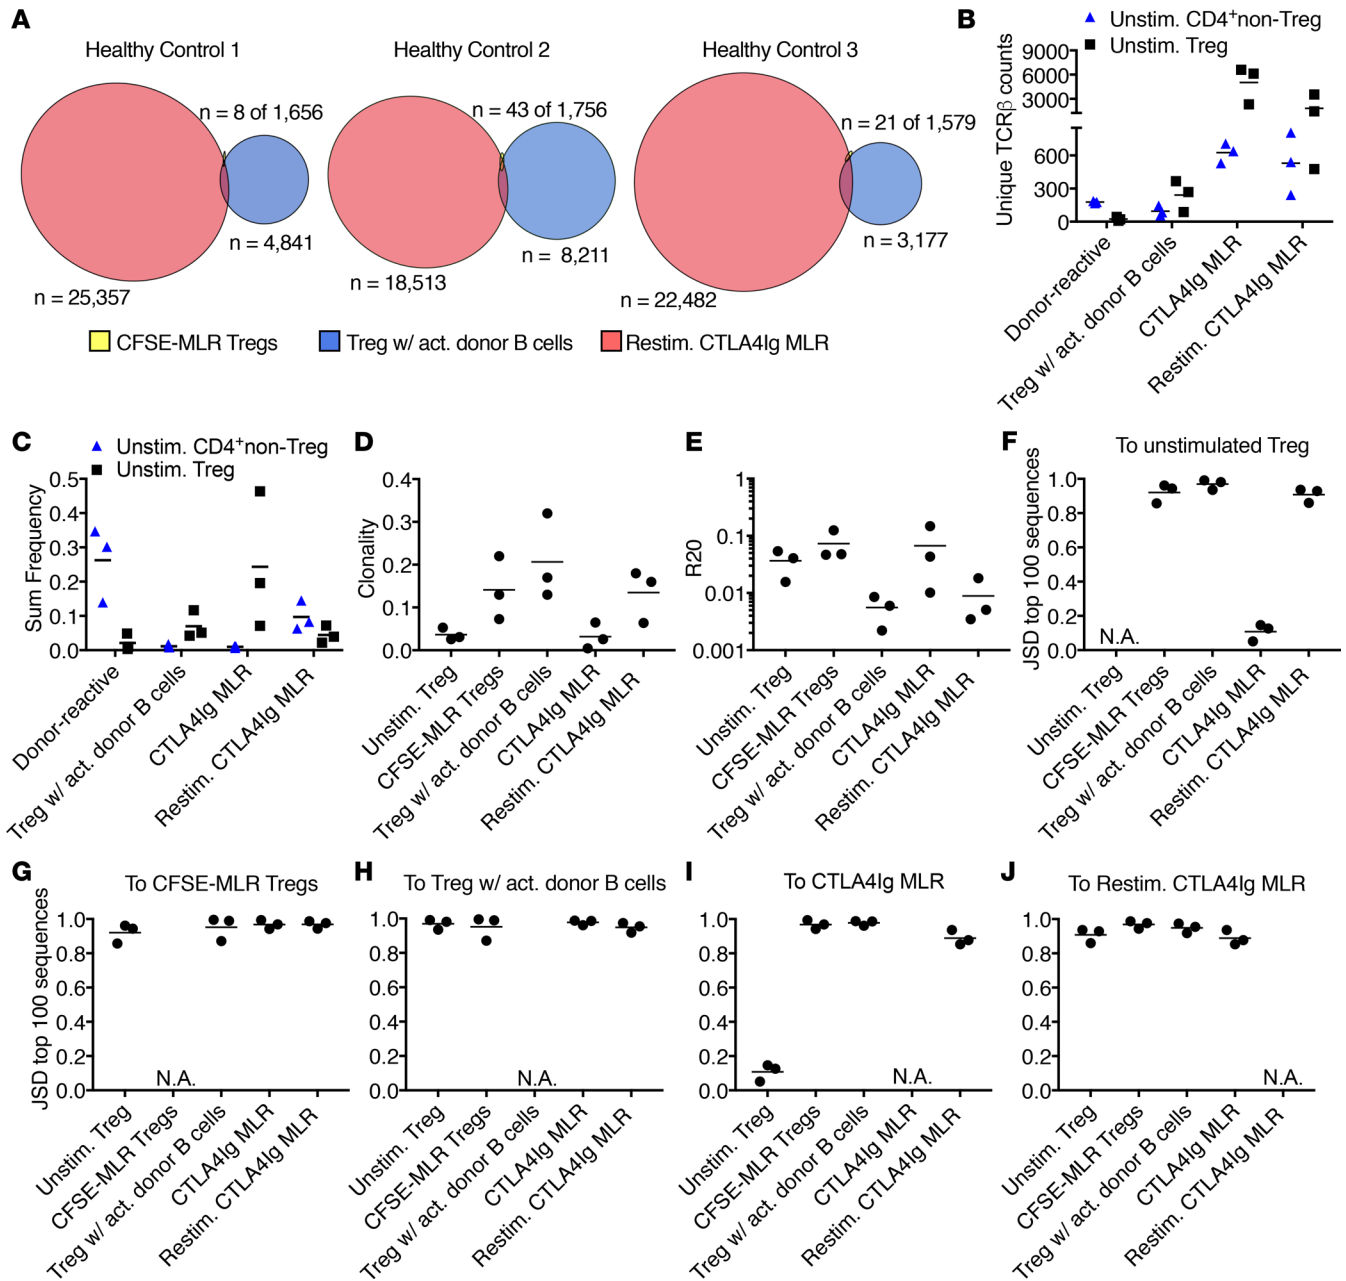 A
Healthy Control 1
Healthy Control 2
Healthy Control 3
n = 8 of 1,656
n = 43 of 1,756
n = 21 of 1,579
n = 4,841
n = 8,211
n = 3,177
n = 25,357
n = 18,513
n = 22,482
CFSE-MLR Tregs
Treg w/ act. donor B cells
Restim. CTLA4Ig MLR
B
Unstim. CD4+non-Treg
Unstim. Treg
Unique TCRβ counts
9000
6000
3000
600
300
0
Donor-reactive
Treg w/ act. donor B cells
CTLA4Ig MLR
Restim. CTLA4Ig MLR
C
Unstim. CD4+non-Treg
Unstim. Treg
Sum Frequency
0.5
0.4
0.3
0.2
0.1
0.0
Donor-reactive
Treg w/ act. donor B cells
CTLA4Ig MLR
Restim. CTLA4Ig MLR
D
Clonality
0.4
0.3
0.2
0.1
0.0
Unstim. Treg
CFSE-MLR Tregs
Treg w/ act. donor B cells
CTLA4Ig MLR
Restim. CTLA4Ig MLR
E
R20
1
0.1
0.01
0.001
Unstim. Treg
CFSE-MLR Tregs
Treg w/ act. donor B cells
CTLA4Ig MLR
Restim. CTLA4Ig MLR
F
To unstimulated Treg
JSD top 100 sequences
1.0
0.8
0.6
0.4
0.2
0.0
N.A.
Unstim. Treg
CFSE-MLR Tregs
Treg w/ act. donor B cells
CTLA4Ig MLR
Restim. CTLA4Ig MLR
G
To CFSE-MLR Tregs
JSD top 100 sequences
1.0
0.8
0.6
0.4
0.2
0.0
N.A.
Unstim. Treg
CFSE-MLR Tregs
Treg w/ act. donor B cells
CTLA4Ig MLR
Restim. CTLA4Ig MLR
H
To Treg w/ act. donor B cells
1.0
0.8
0.6
0.4
0.2
0.0
N.A.
Unstim. Treg
CFSE-MLR Tregs
Treg w/ act. donor B cells
CTLA4Ig MLR
Restim. CTLA4Ig MLR
I
To CTLA4Ig MLR
1.0
0.8
0.6
0.4
0.2
0.0
N.A.
Unstim. Treg
CFSE-MLR Tregs
Treg w/ act. donor B cells
CTLA4Ig MLR
Restim. CTLA4Ig MLR
J
To Restim. CTLA4Ig MLR
1.0
0.8
0.6
0.4
0.2
0.0
N.A.
Unstim. Treg
CFSE-MLR Tregs
Treg w/ act. donor B cells
CTLA4Ig MLR
Restim. CTLA4Ig MLR